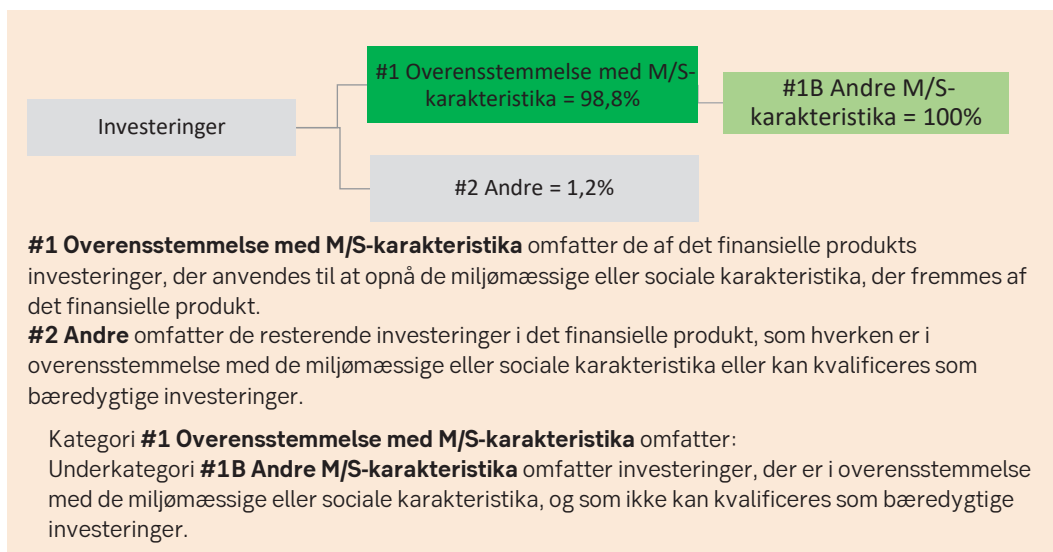 #1 Overensstemmelse med M/S-
karakteristika = 98,8%
#1B Andre M/S-
karakteristika = 100%
Investeringer
#2 Andre = 1,2%
#1 Overensstemmelse med M/S-karakteristika omfatter de af det finansielle produkts
investeringer, der anvendes til at opnå de miljømæssige eller sociale karakteristika, der fremmes af
det finansielle produkt.
#2 Andre omfatter de resterende investeringer i det finansielle produkt, som hverken er i
overensstemmelse med de miljømæssige eller sociale karakteristika eller kan kvalificeres som
bæredygtige investeringer.
Kategori #1 Overensstemmelse med M/S-karakteristika omfatter:
Underkategori #1B Andre M/S-karakteristika omfatter investeringer, der er i overensstemmelse
med de miljømæssige eller sociale karakteristika, og som ikke kan kvalificeres som bæredygtige
investeringer.